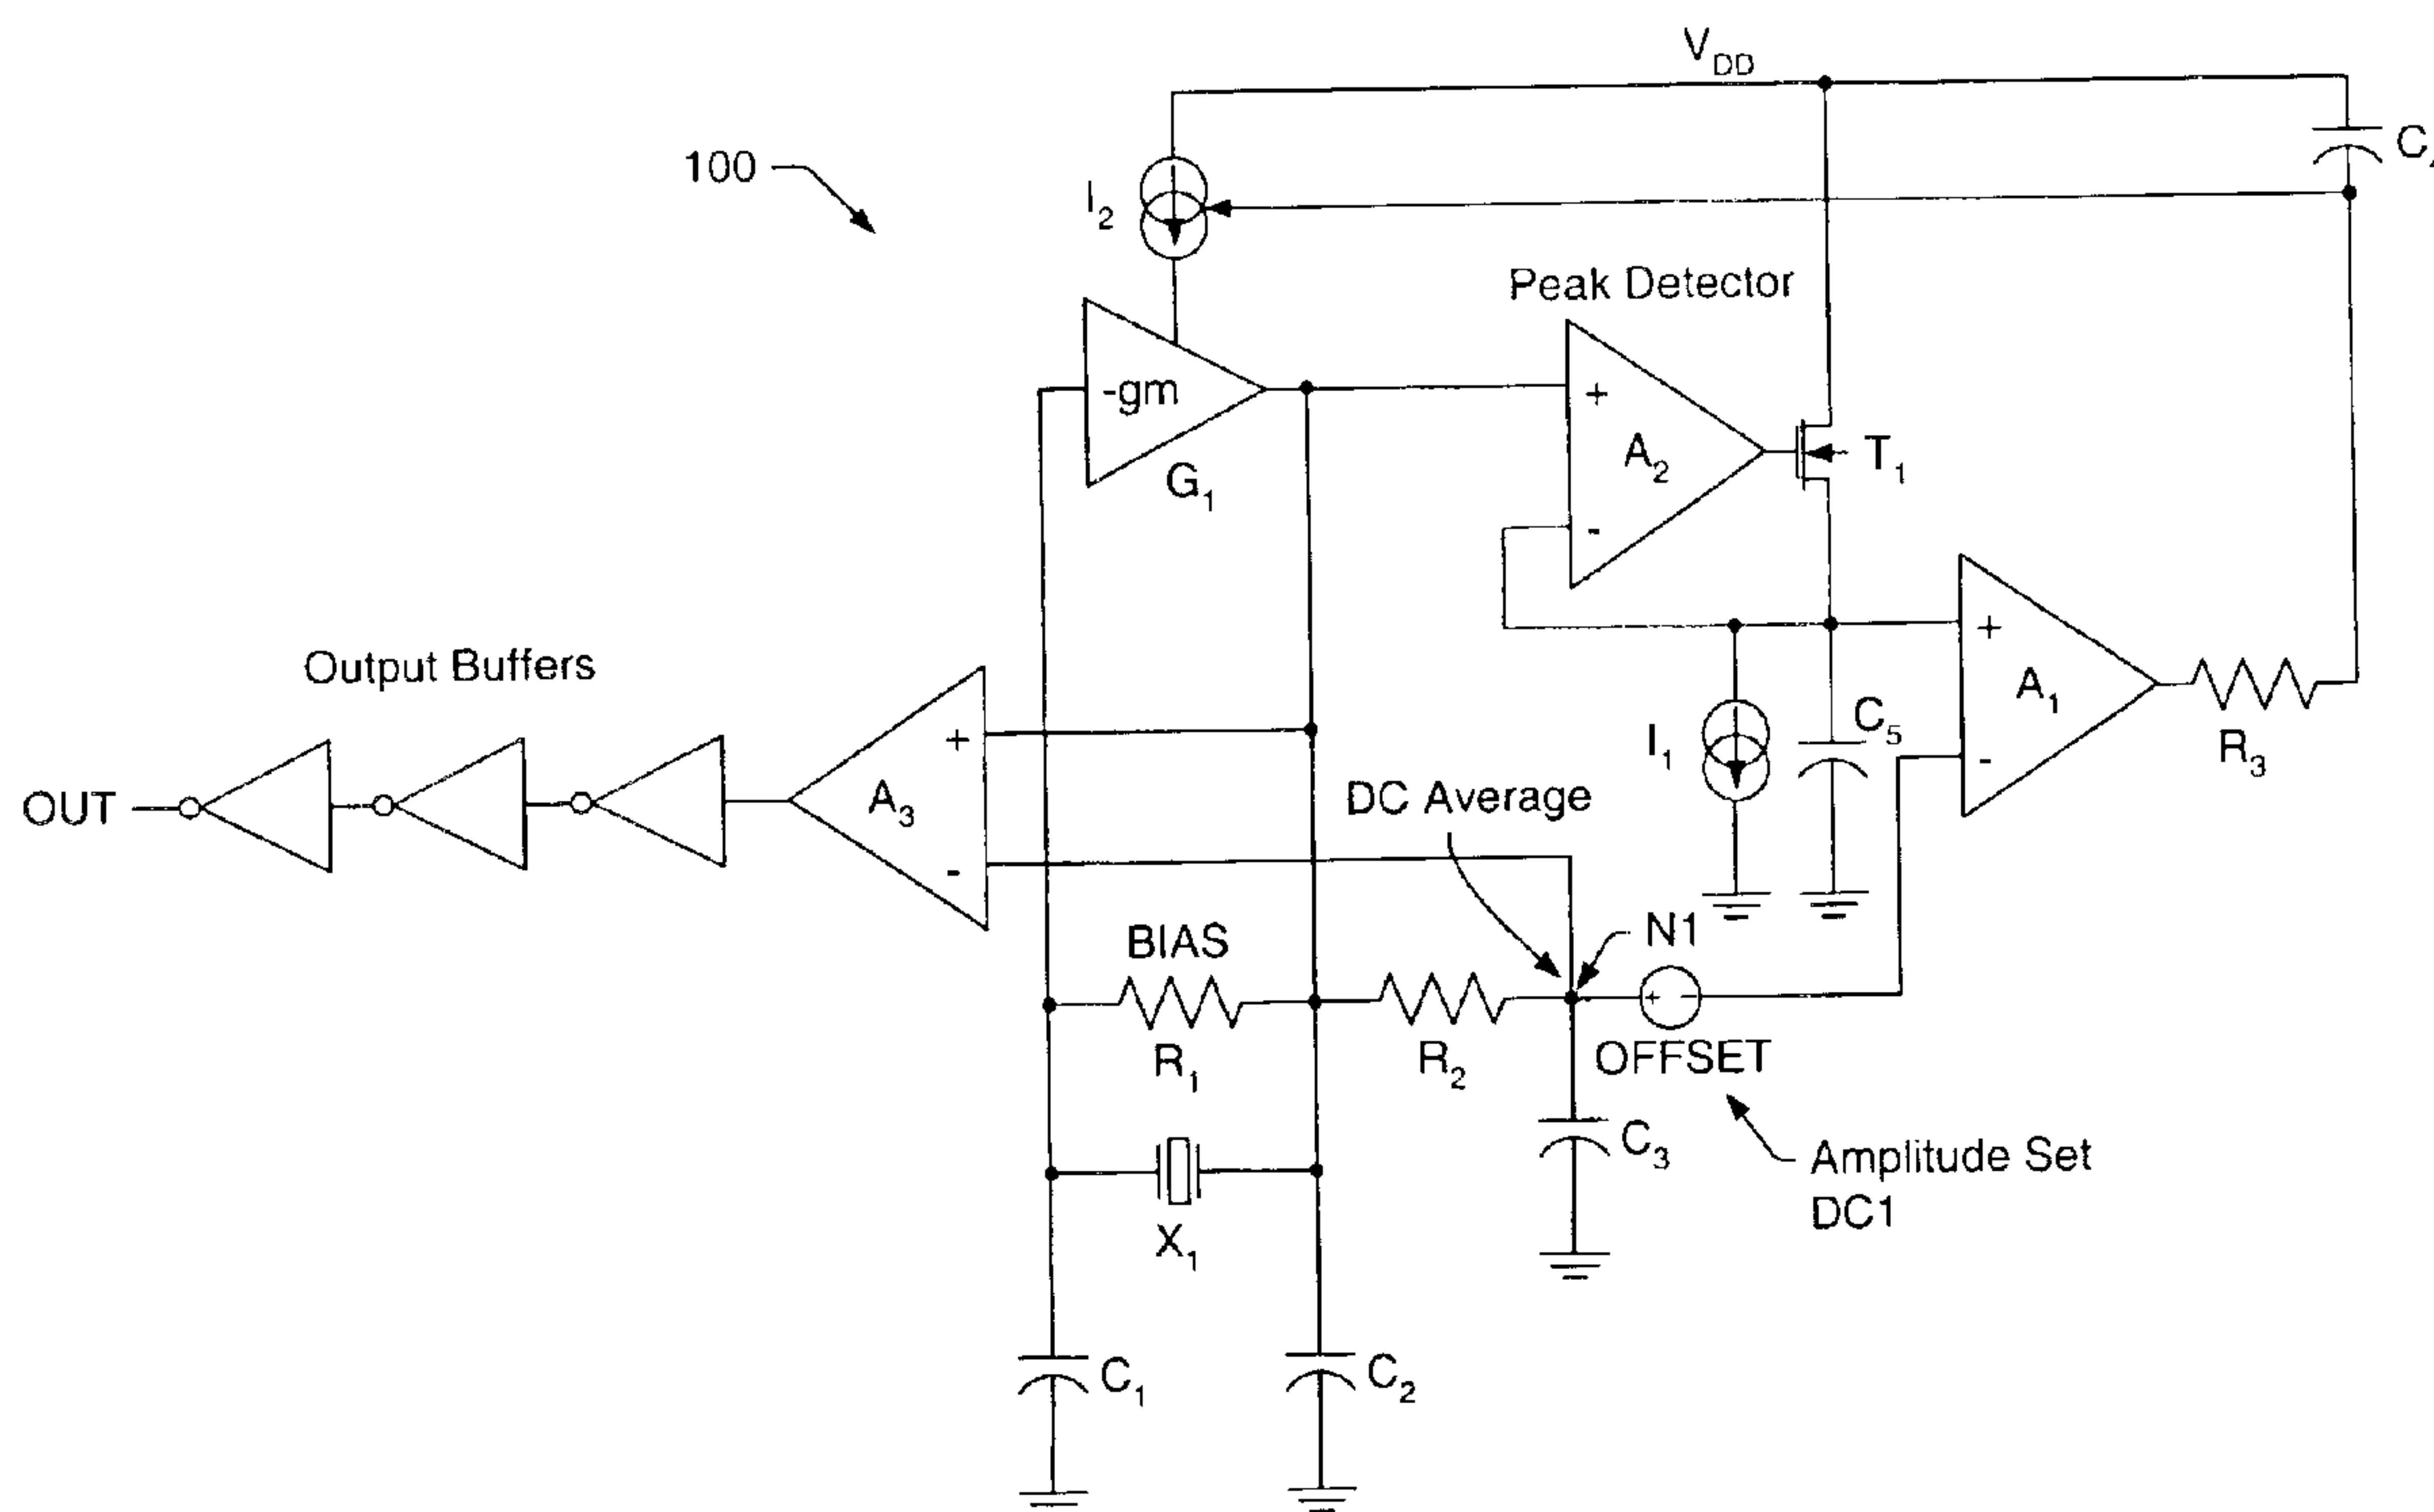 V_DD
100
C
I_2
Peak Detector
-gm
G_1
+
A_2
-
T_1
Output Buffers
+
A_1
-
R_3
I_1
C_5
+
A_3
-
OUT
DC Average
N1
BIAS
+ -
R_1
R_2
OFFSET
C_3
Amplitude Set
DC1
X_1
C_1
C_2